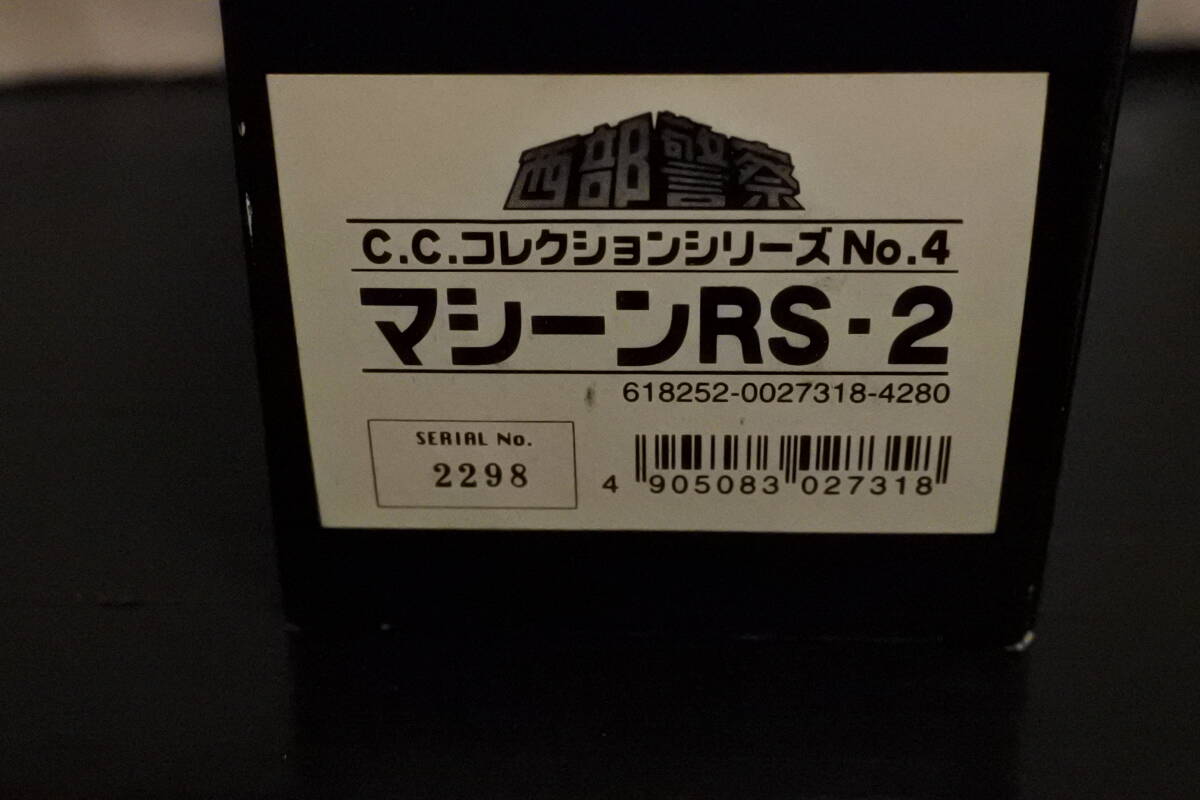 西部警察
C.C.コレクションシリーズ No.4
マシーンRS・2
618252-0027318-4280
SERIAL No.
2298
4 905083 027318